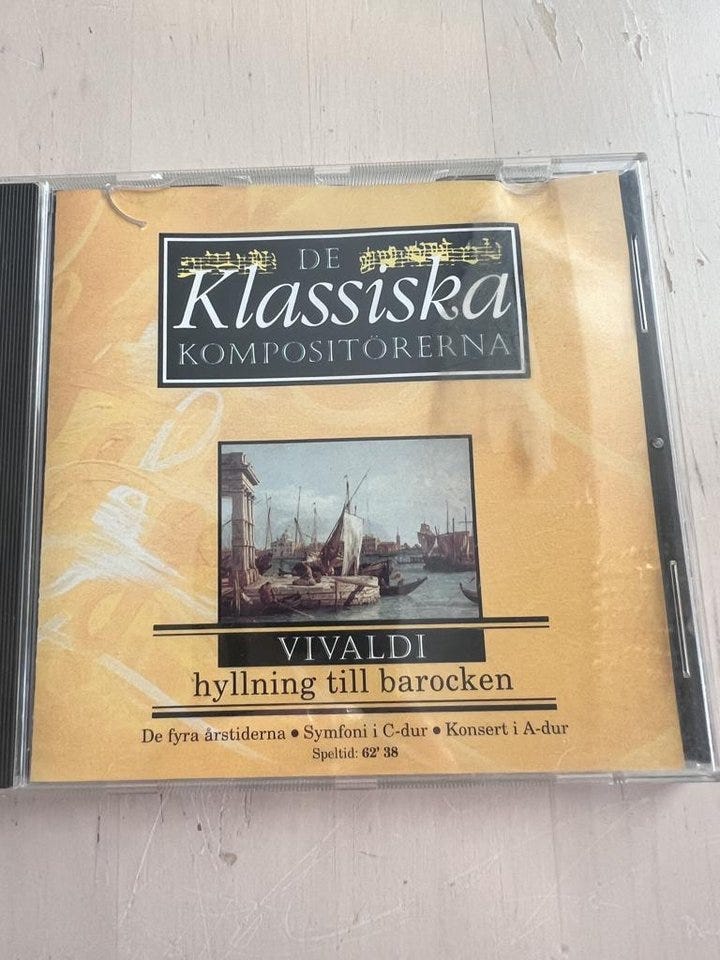 DE
Klassiska
KOMPOSITÖRERNA
VIVALDI
hyllning till barocken
De fyra årstiderna • Symfoni i C-dur • Konsert i A-dur
Speltid: 62' 38